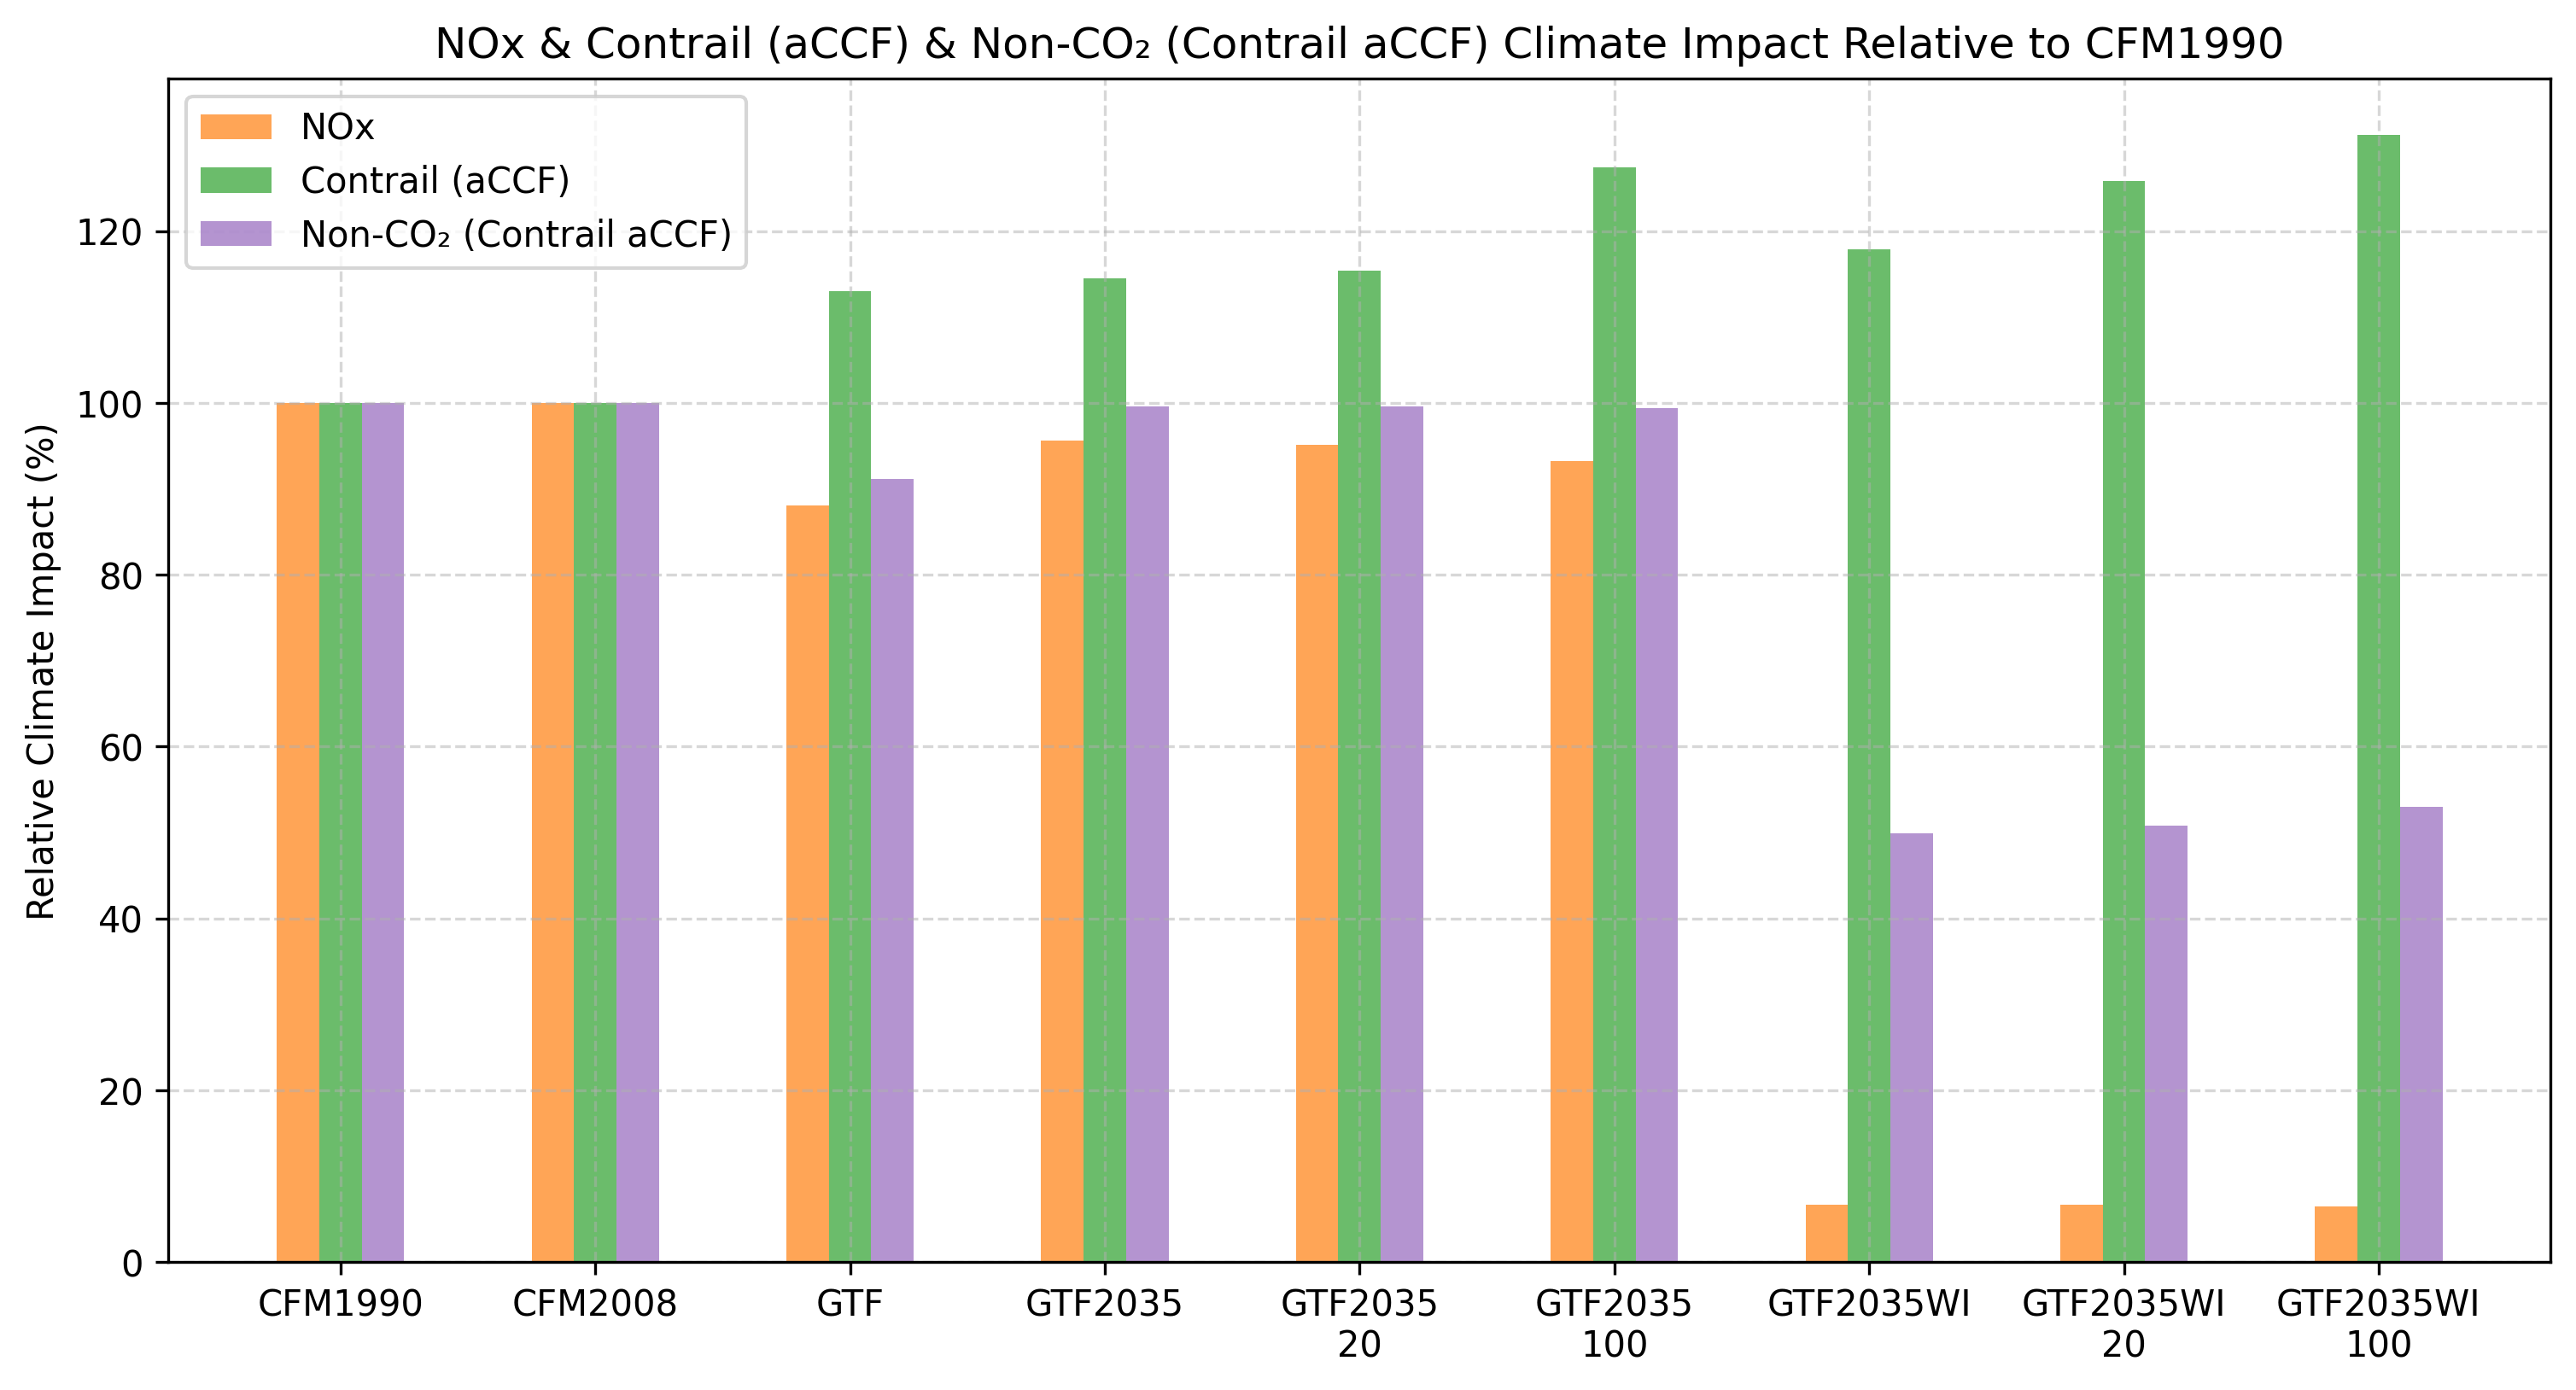 NOx & Contrail (aCCF) & Non-CO₂ (Contrail aCCF) Climate Impact Relative to CFM1990
NOx
Contrail (aCCF)
Non-CO₂ (Contrail aCCF)
Relative Climate Impact (%)
120
100
80
60
40
20
0
CFM1990
CFM2008
GTF
GTF2035
GTF2035
20
GTF2035
100
GTF2035WI
GTF2035WI
20
GTF2035WI
100